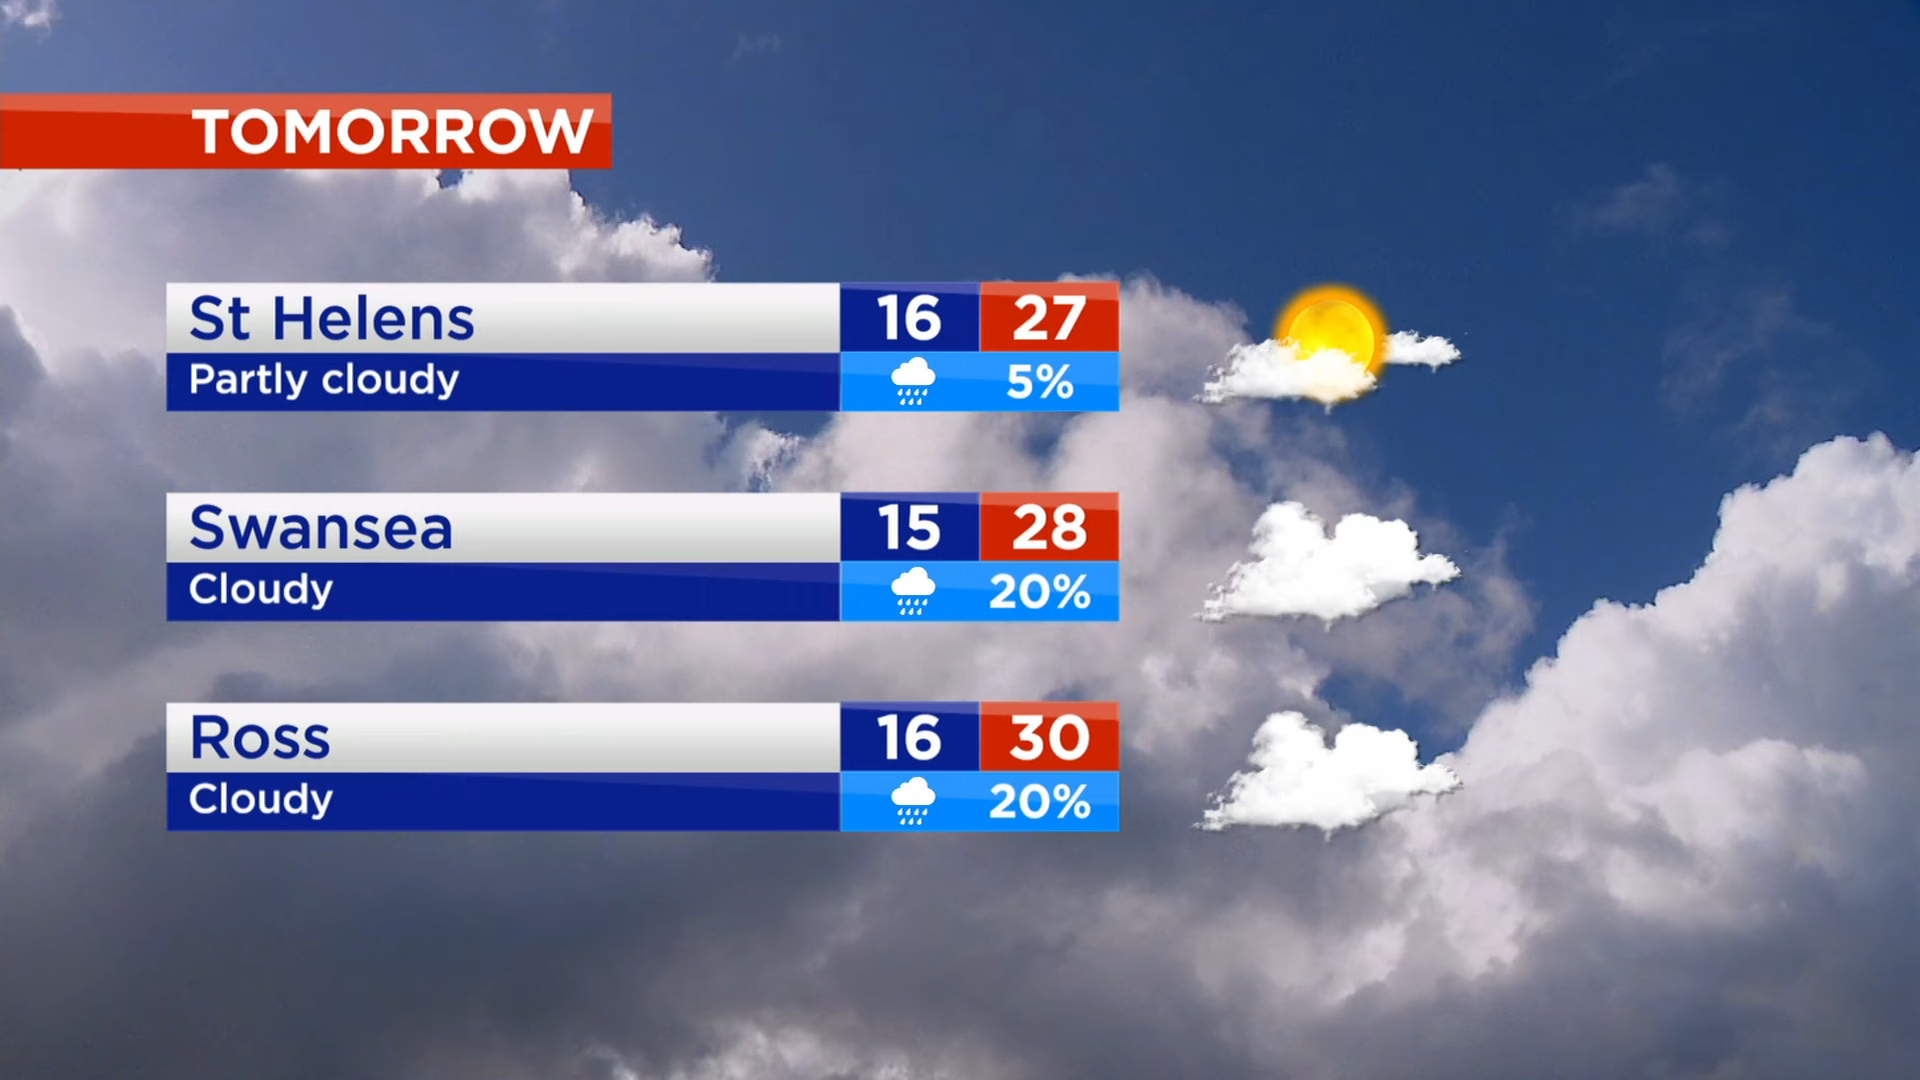 TOMORROW
St Helens 16 27
Partly cloudy 5%
Swansea 15 28
Cloudy 20%
Ross 16 30
Cloudy 20%